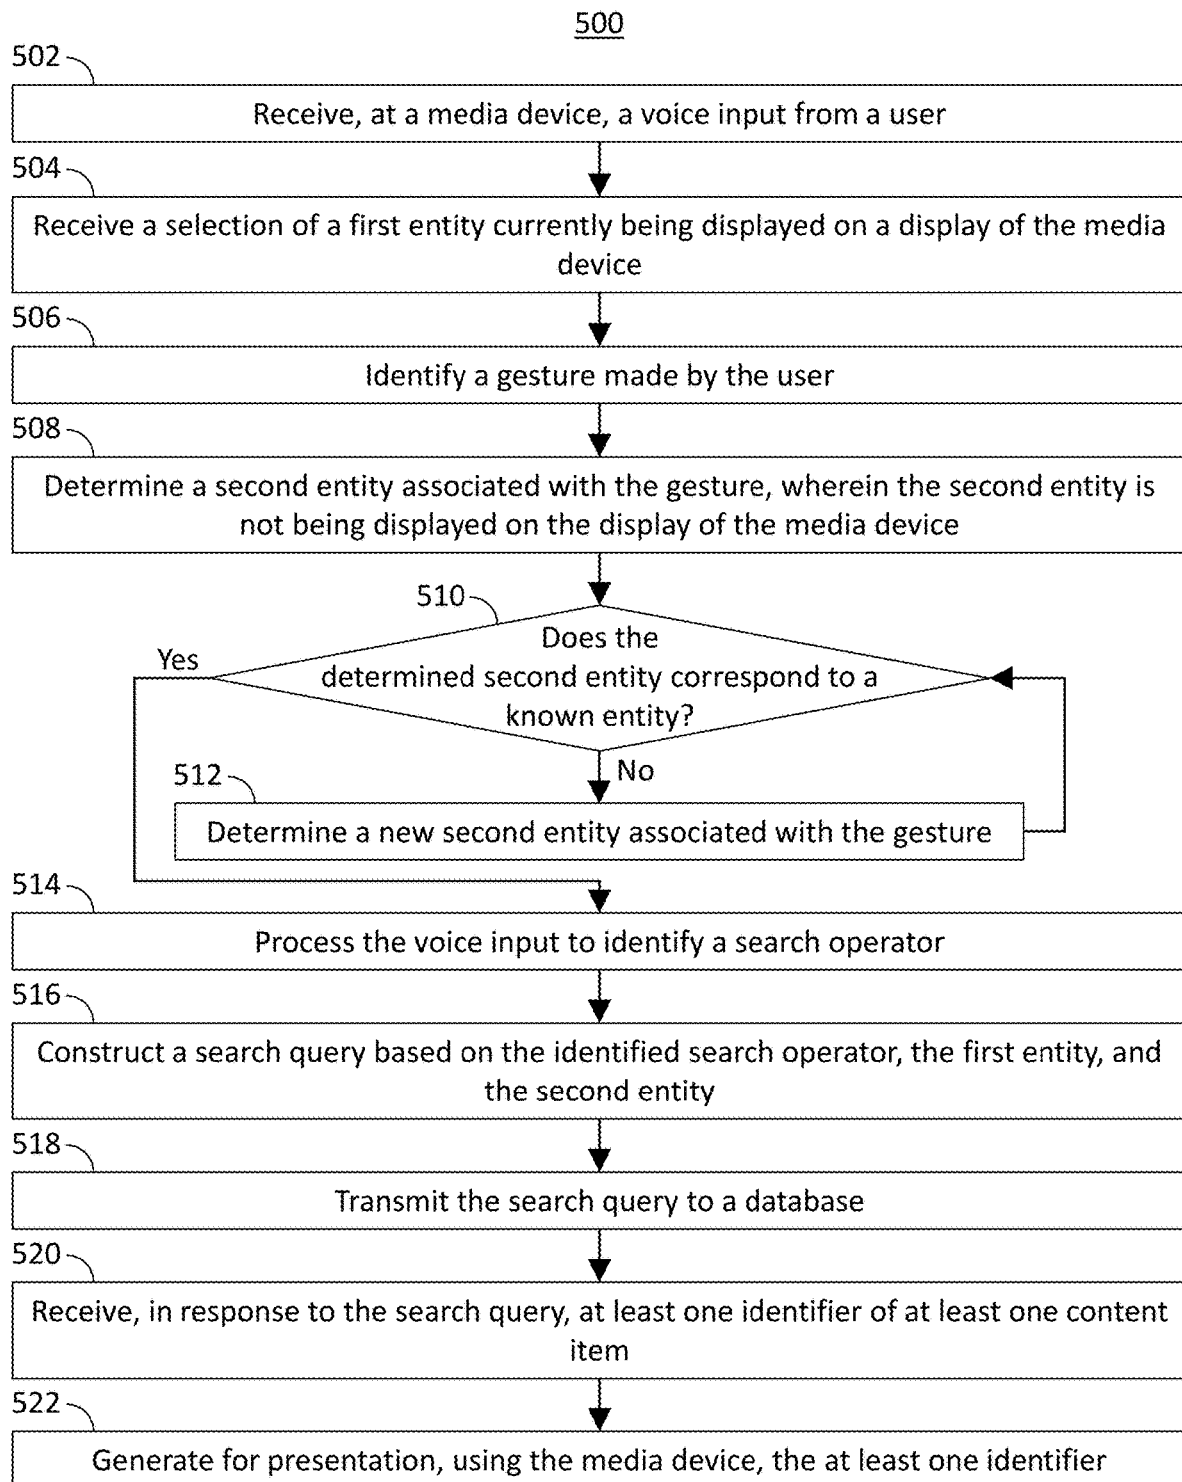 500
502
Receive, at a media device, a voice input from a user
504
Receive a selection of a first entity currently being displayed on a display of the media
device
506
Identify a gesture made by the user
508
Determine a second entity associated with the gesture, wherein the second entity is
not being displayed on the display of the media device
510
Does the
Yes
determined second entity correspond to a
known entity?
No
512
Determine a new second entity associated with the gesture
514
Process the voice input to identify a search operator
516
Construct a search query based on the identified search operator, the first entity, and
the second entity
518
Transmit the search query to a database
520
Receive, in response to the search query, at least one identifier of at least one content
item
522
Generate for presentation, using the media device, the at least one identifier